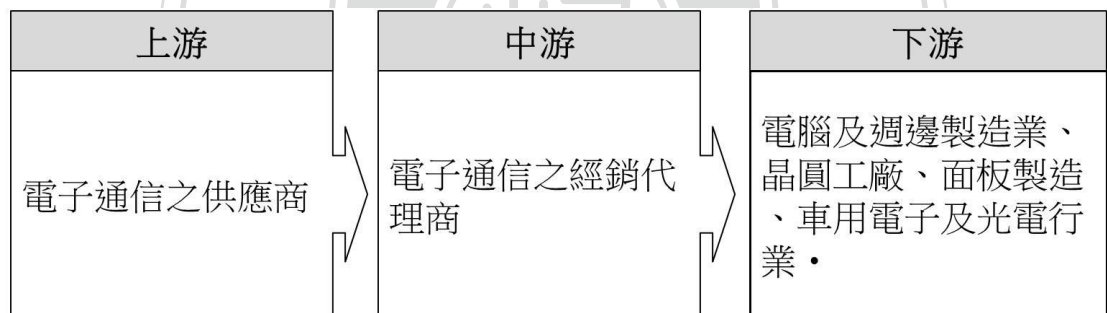 上游
中游
下游
電子通信之供應商
電子通信之經銷代
理商
電腦及週邊製造業、
晶圓工廠、面板製造
、車用電子及光電行
業・